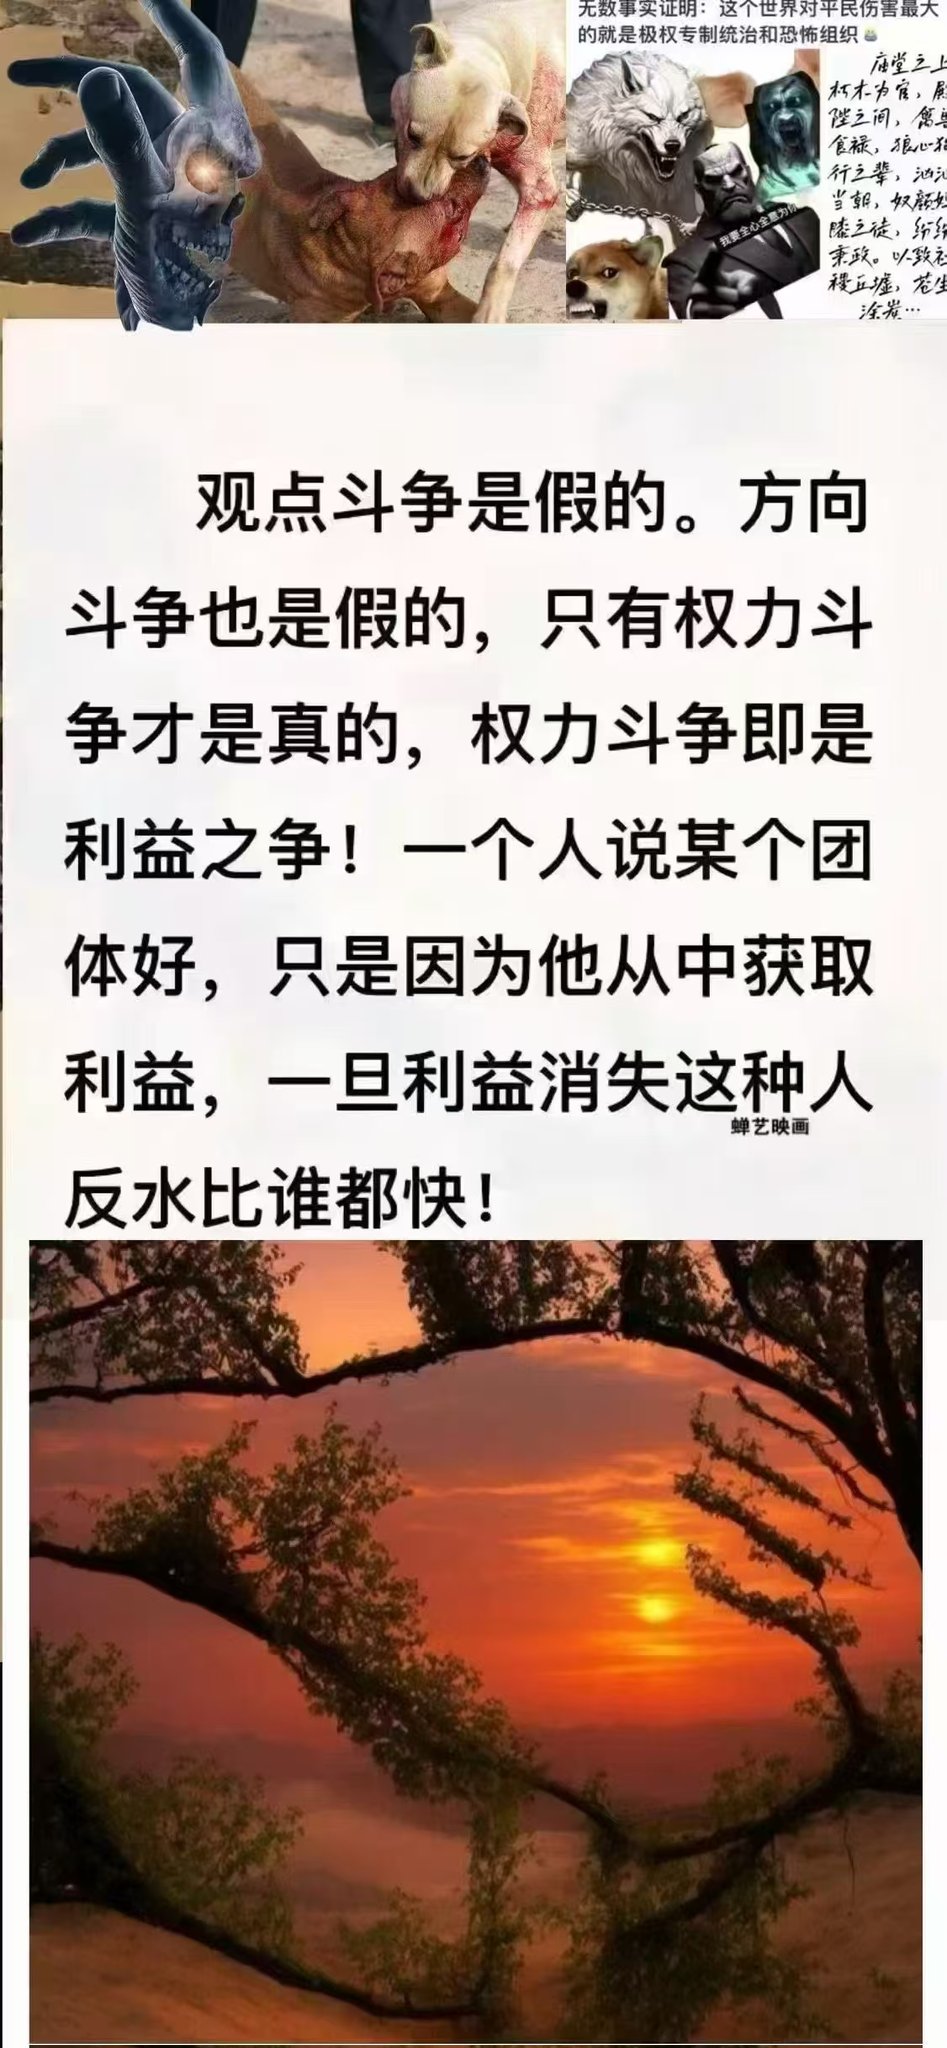 无数事实证明：这个世界对平民伤害最大
的就是极权专制统治和恐怖组织
庙堂之上
朽木为官，殿
陛之间，禽兽
食禄，狼心狗
行之辈，汹汹
当朝，奴颜婢
膝之徒，纷纷
秉政。以致社
稷丘墟，苍生
涂炭…
我要全心全意为你
观点斗争是假的。方向
斗争也是假的，只有权力斗
争才是真的，权力斗争即是
利益之争！一个人说某个团
体好，只是因为他从中获取
利益，一旦利益消失这种人
反水比谁都快！
蝉艺映画